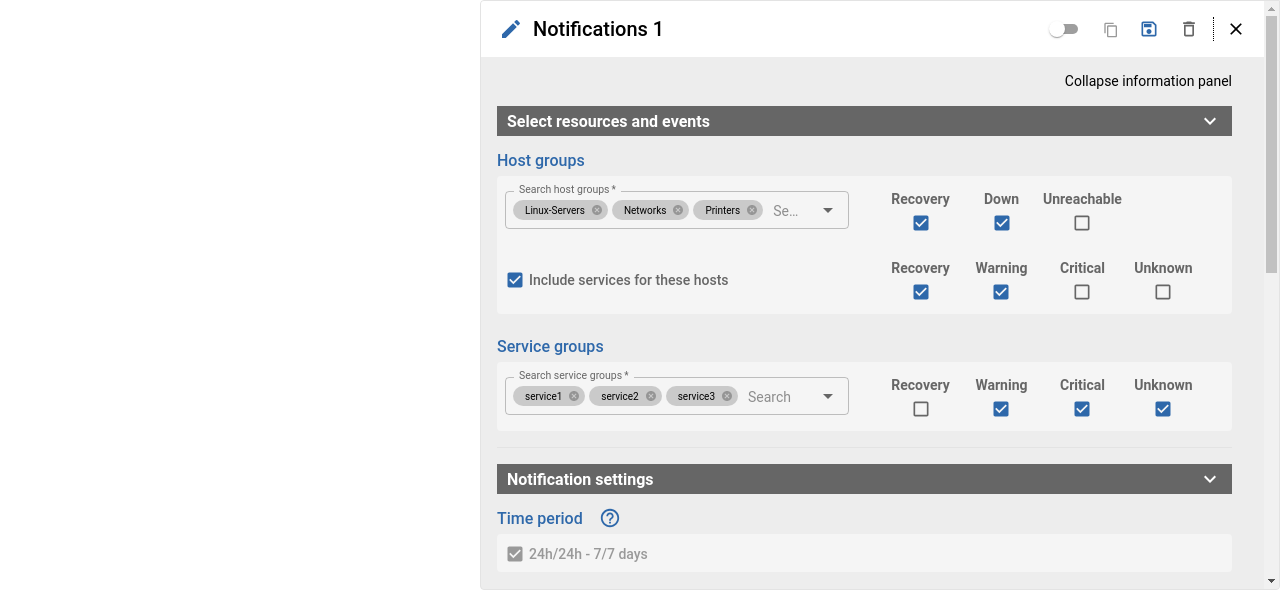 Notifications 1
Collapse information panel
Select resources and events
Host groups
Search host groups *
Linux-Servers Networks Printers Se...
Recovery Down Unreachable
Include services for these hosts
Recovery Warning Critical Unknown
Service groups
Search service groups *
service1 service2 service3 Search
Recovery Warning Critical Unknown
Notification settings
Time period
24h/24h - 7/7 days